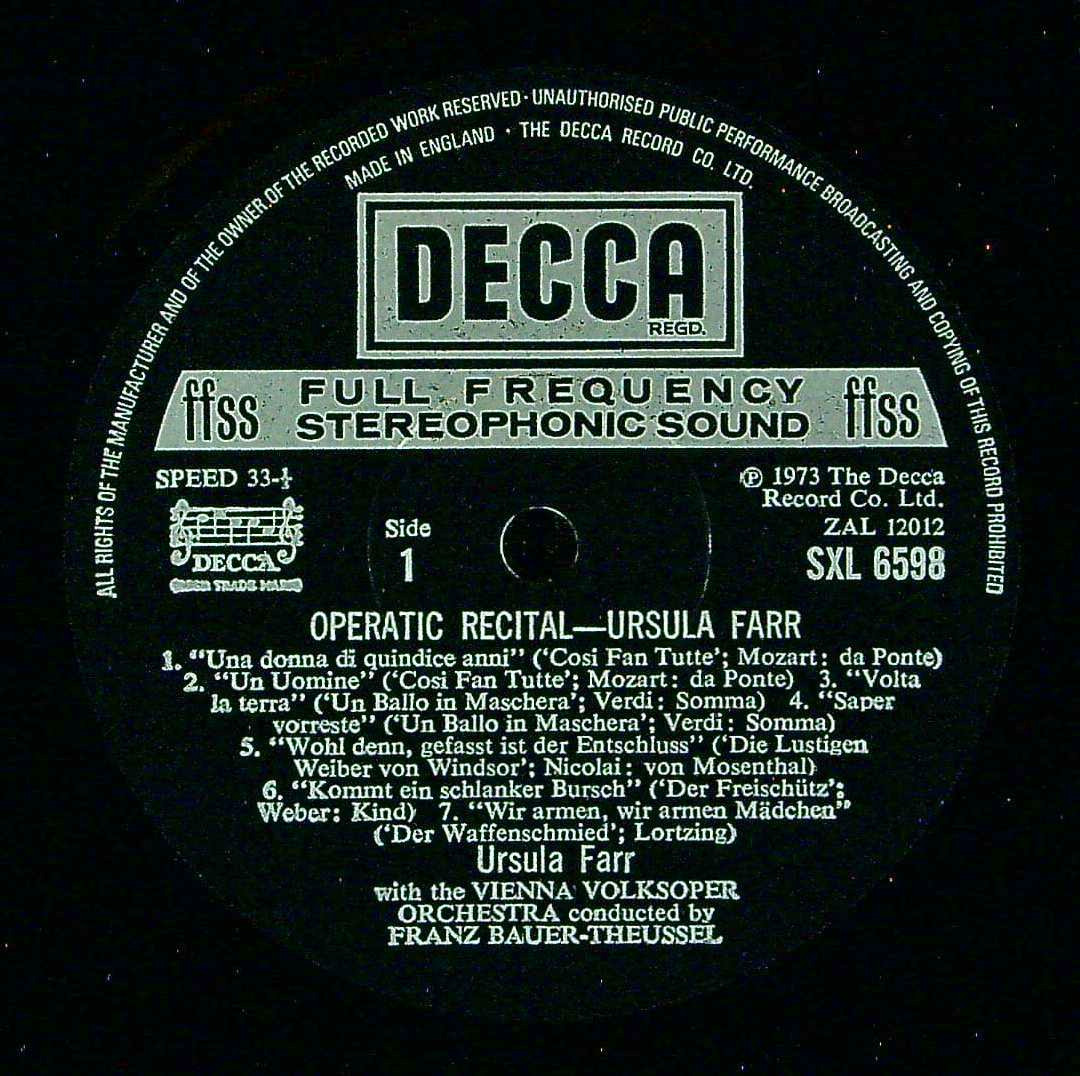 ALL RIGHTS OF THE MANUFACTURER AND OF THE OWNER OF THE RECORDED WORK RESERVED · UNAUTHORISED PUBLIC PERFORMANCE BROADCASTING AND COPYING OF THIS RECORD PROHIBITED
MADE IN ENGLAND · THE DECCA RECORD CO. LTD.
DECCA
REGD.
ffss FULL FREQUENCY STEREOPHONIC SOUND ffss
SPEED 33-⅓
℗ 1973 The Decca
Record Co. Ltd.
DECCA
TRADE MARK
Side
1
ZAL 12012
SXL 6598
OPERATIC RECITAL—URSULA FARR
1. “Una donna di quindice anni” (‘Cosi Fan Tutte’; Mozart: da Ponte)
2. “Un Uomine” (‘Cosi Fan Tutte’; Mozart: da Ponte) 3. “Volta
la terra” (‘Un Ballo in Maschera’; Verdi: Somma) 4. “Saper
vorreste” (‘Un Ballo in Maschera’; Verdi: Somma)
5. “Wohl denn, gefasst ist der Entschluss” (‘Die Lustigen
Weiber von Windsor’; Nicolai: von Mosenthal)
6. “Kommt ein schlanker Bursch” (‘Der Freischütz’;
Weber: Kind) 7. “Wir armen, wir armen Mädchen”
(‘Der Waffenschmied’; Lortzing)
Ursula Farr
with the VIENNA VOLKSOPER
ORCHESTRA conducted by
FRANZ BAUER-THEUSSEL